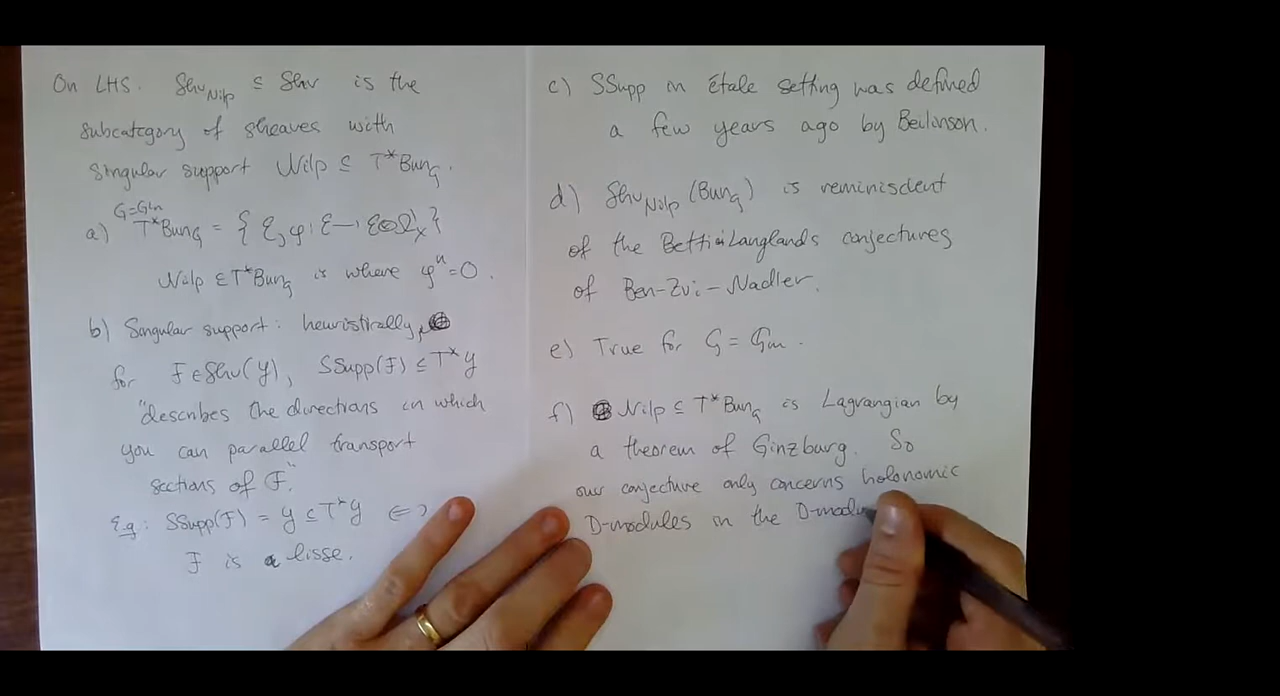 On LHS. Shv_Nilp ⊆ Shv is the
subcategory of sheaves with
singular support Nilp ⊆ T*Bun_G.
G=GLn
a) T*Bun_G = { ℰ, φ: ℰ → ℰ⊗Ω¹_X }
Nilp ⊆ T*Bun_G is where φⁿ=0.
b) Singular support: heuristically,
for F∈Shv(Y), SSupp(F) ⊆ T*Y
"describes the directions in which
you can parallel transport
sections of F."
Eg: SSupp(F) = Y ⊆ T*Y ⇔
F is lisse.
c) SSupp in étale setting was defined
a few years ago by Beilinson.
d) Shv_Nilp (Bun_G) is reminiscent
of the Betti Langlands conjectures
of Ben-Zvi-Nadler.
e) True for G = G_m.
f) Nilp ⊆ T*Bun_G is Lagrangian by
a theorem of Ginzburg. So
our conjecture only concerns holonomic
D-modules in the D-modu